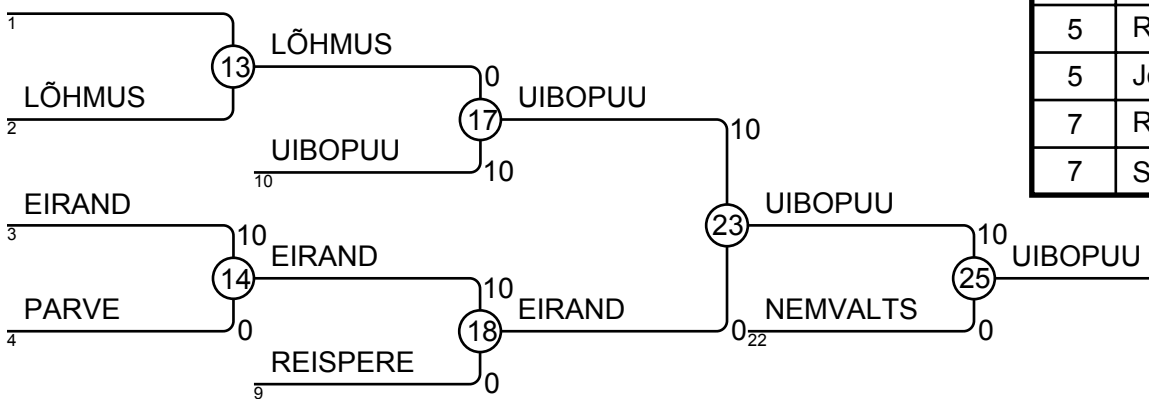 1
13
LÕHMUS
0
LÕHMUS
2
17
UIBOPUU
10
UIBOPUU
10
10
EIRAND
3
10
14
EIRAND
10
PARVE
4
0
18
EIRAND
0
REISPERE
9
0
23
UIBOPUU
10
NEMVALTS
22
0
25
UIBOPUU
5 R
5 J
7 R
7 S